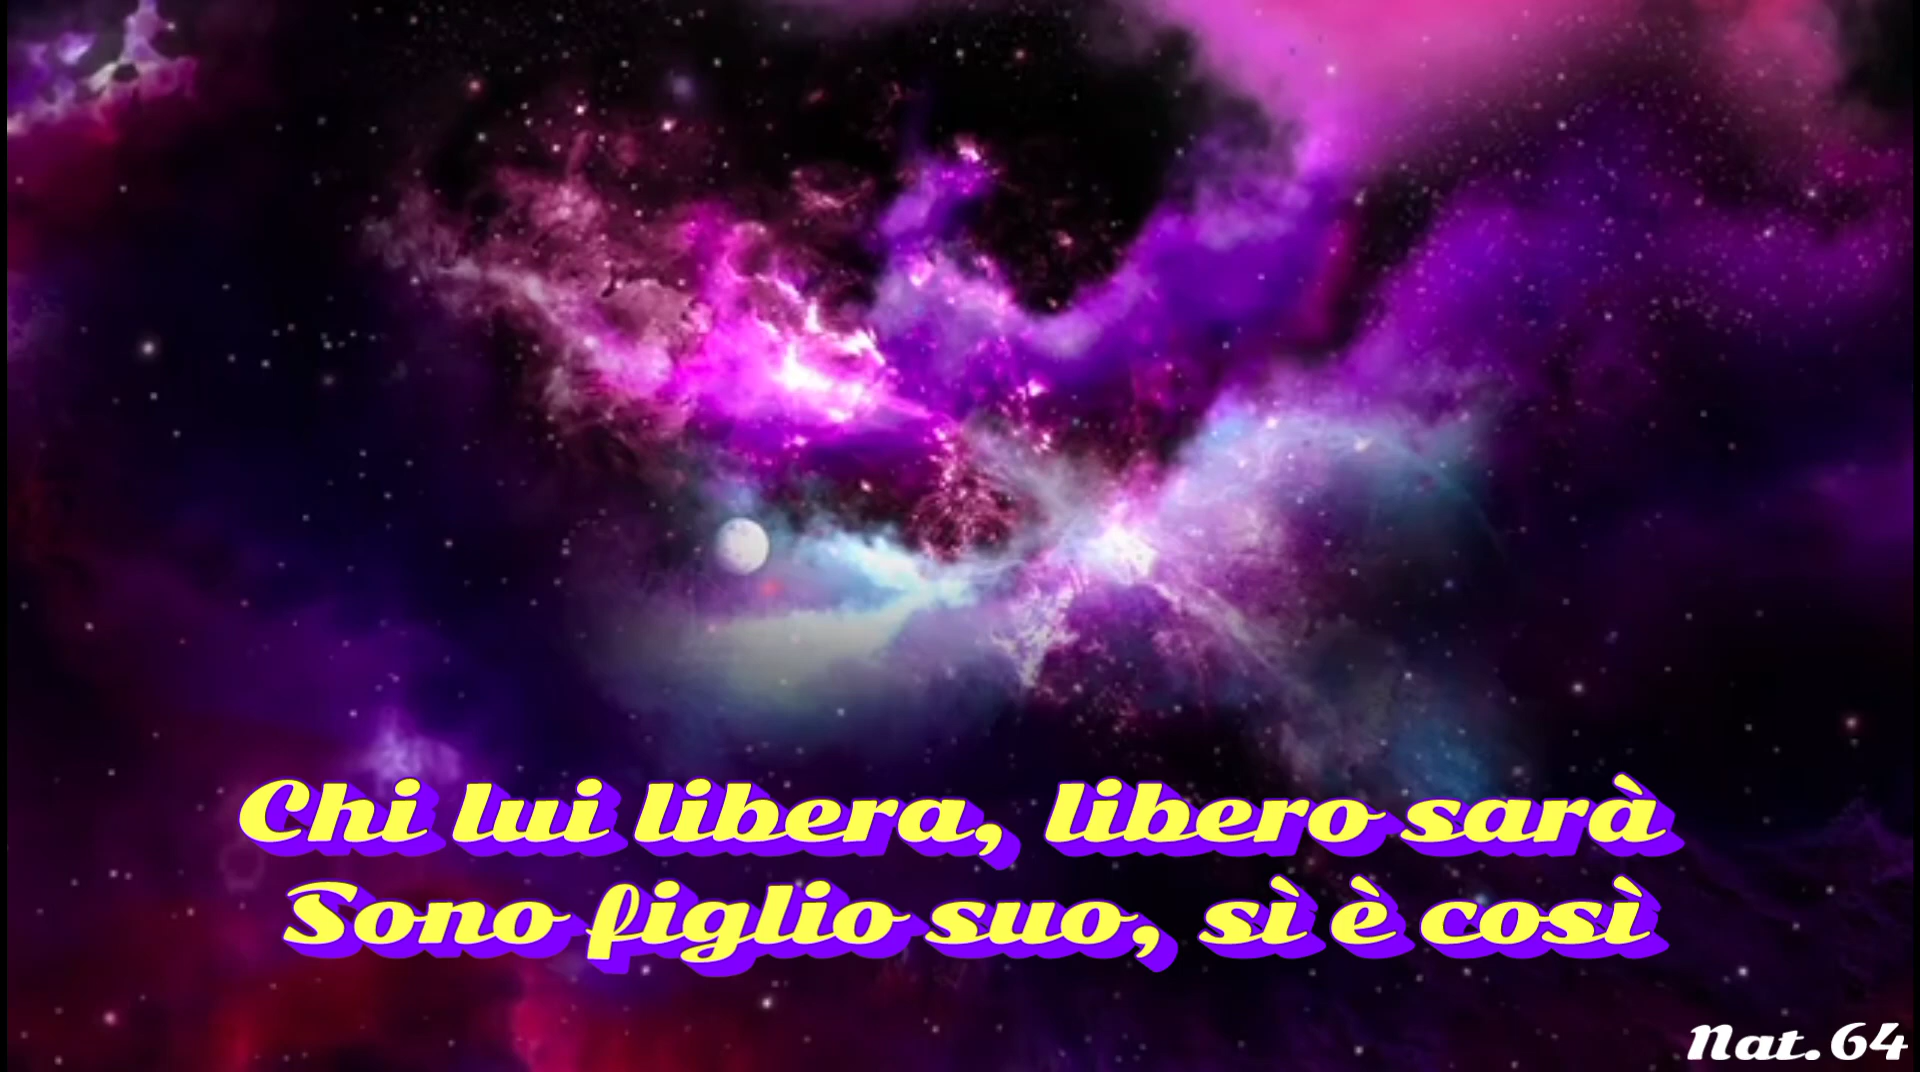 Chi lui libera, libero sarà
Sono figlio suo, sì è così
Nat.64